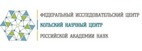 ФЕДЕРАЛЬНЫЙ ИССЛЕДОВАТЕЛЬСКИЙ ЦЕНТР
КОЛЬСКИЙ НАУЧНЫЙ ЦЕНТР
РОССИЙСКОЙ АКАДЕМИИ НАУК